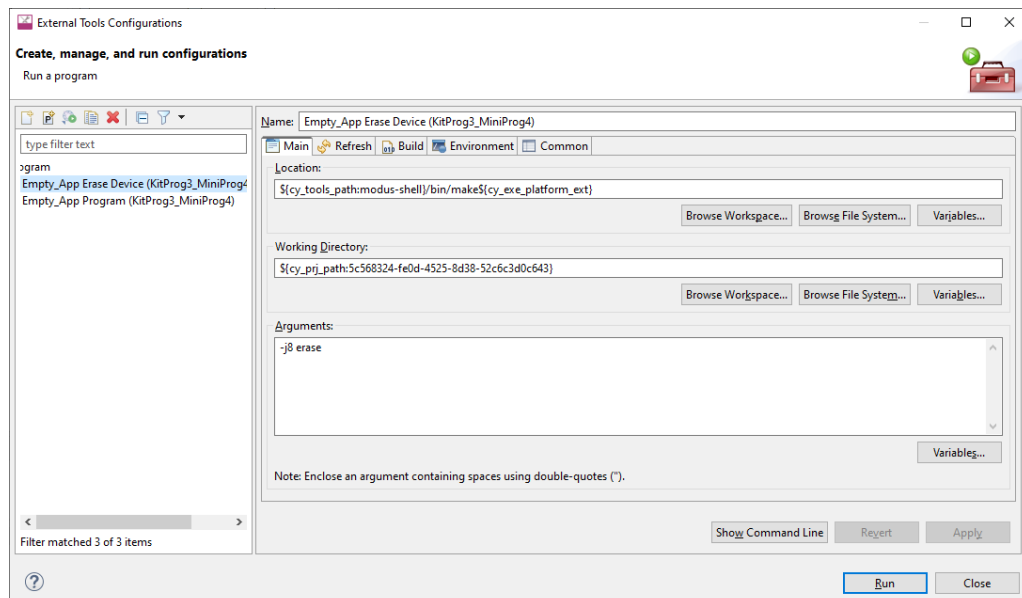 External Tools Configurations
Create, manage, and run configurations
Run a program
type filter text
ogram
Empty_App Erase Device (KitProg3_MiniProg4
Empty_App Program (KitProg3_MiniProg4)
Filter matched 3 of 3 items
Name: Empty_App Erase Device (KitProg3_MiniProg4)
Main Refresh Build Environment Common
Location:
${cy_tools_path:modus-shell}/bin/make${cy_exe_platform_ext}
Browse Workspace... Browse File System... Variables...
Working Directory:
${cy_prj_path:5c568324-fe0d-4525-8d38-52c6c3d0c643}
Browse Workspace... Browse File System... Variables...
Arguments:
-j8 erase
Variables...
Note: Enclose an argument containing spaces using double-quotes (").
Show Command Line Revert Apply
Run Close